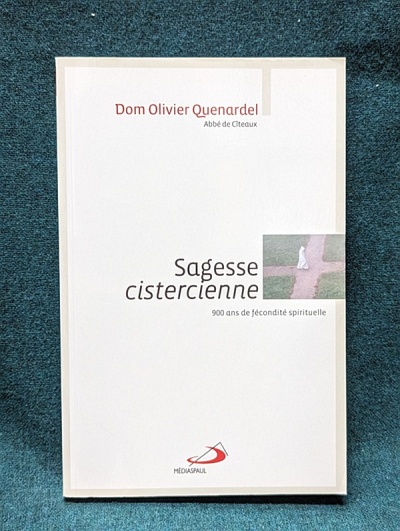 Dom Olivier Quenardel
Abbé de Cîteaux
Sagesse
cistercienne
900 ans de fécondité spirituelle
MÉDIASPAUL